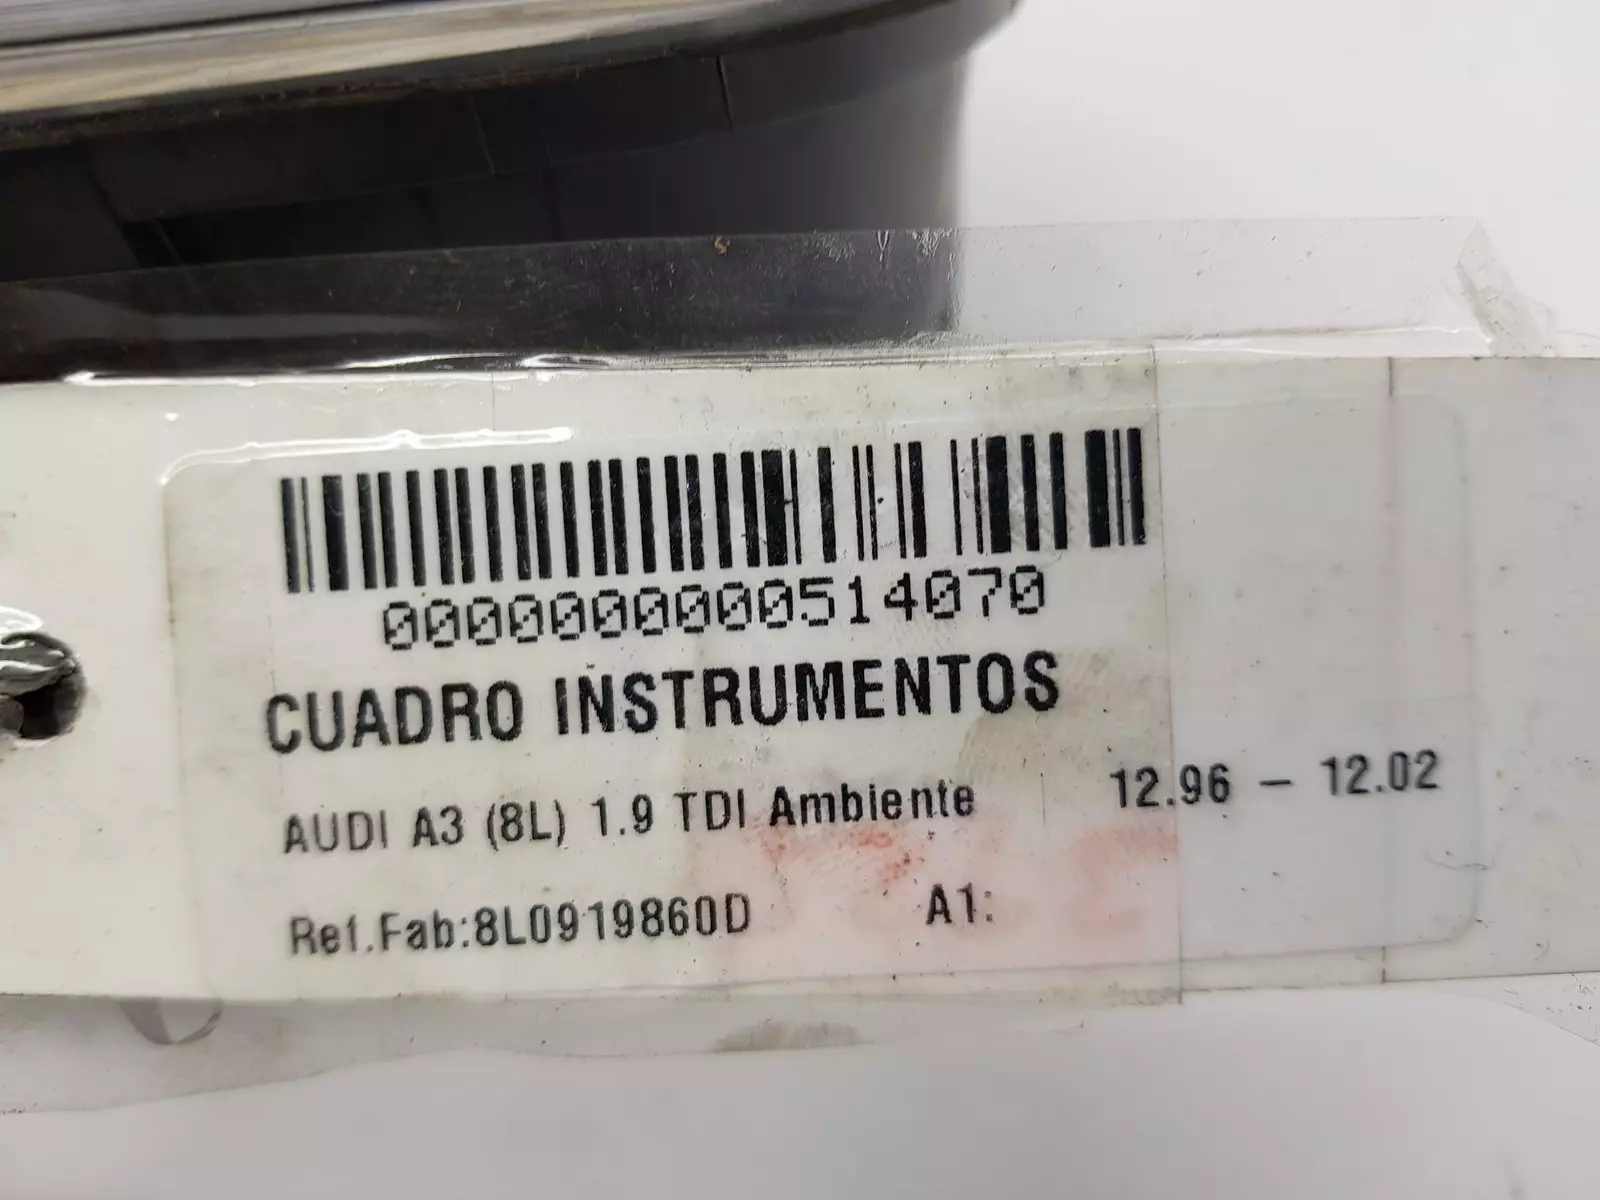 0000000000514070
CUADRO INSTRUMENTOS
AUDI A3 (8L) 1.9 TDI Ambiente 12.96 - 12.02
Ref.Fab:8L0919860D A1: